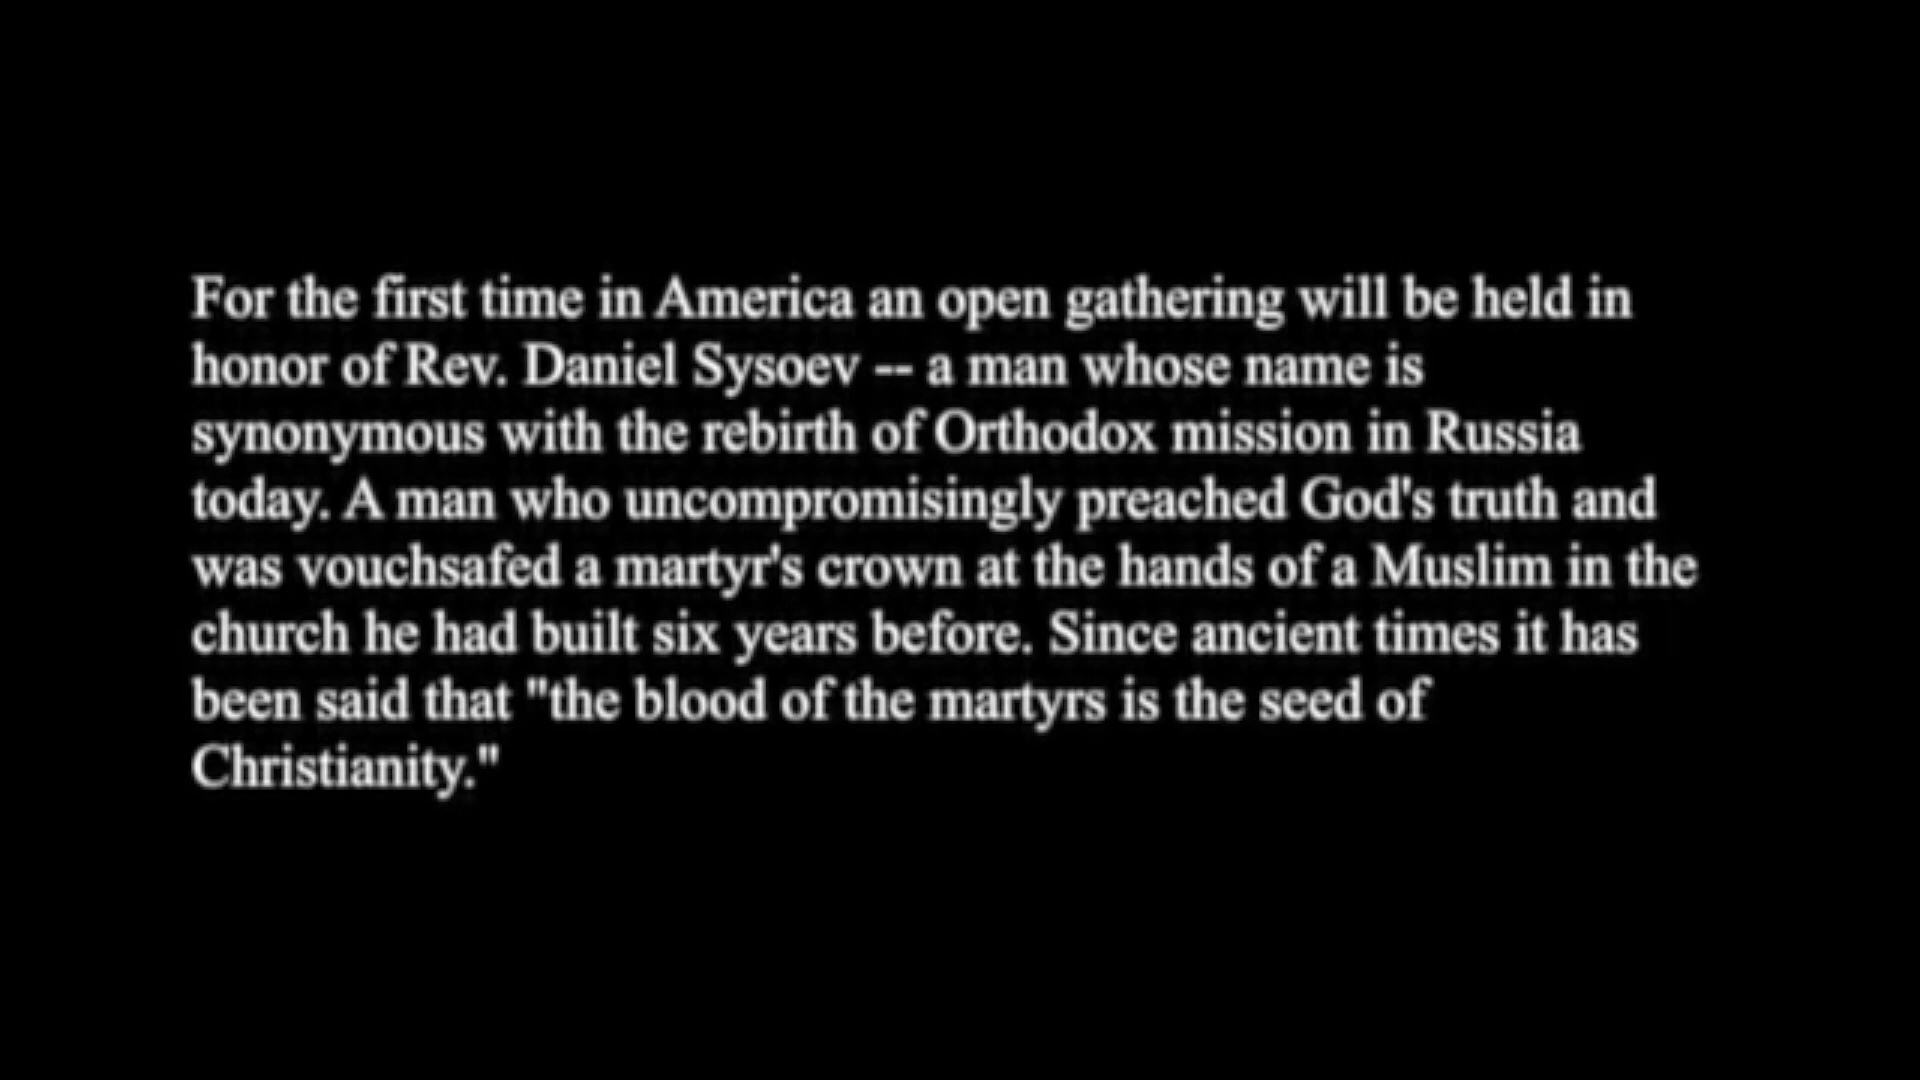 For the first time in America an open gathering will be held in
honor of Rev. Daniel Sysoev -- a man whose name is
synonymous with the rebirth of Orthodox mission in Russia
today. A man who uncompromisingly preached God's truth and
was vouchsafed a martyr's crown at the hands of a Muslim in the
church he had built six years before. Since ancient times it has
been said that "the blood of the martyrs is the seed of
Christianity."